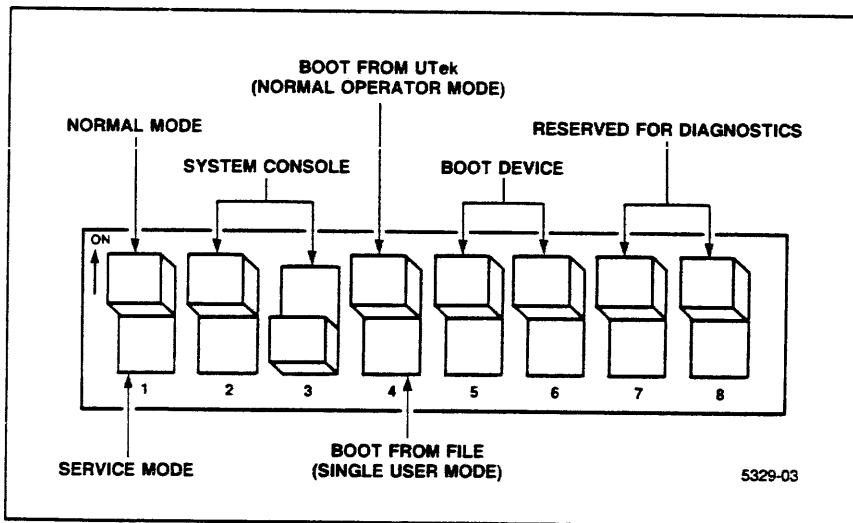 BOOT FROM UTek
(NORMAL OPERATOR MODE)
NORMAL MODE
RESERVED FOR DIAGNOSTICS
SYSTEM CONSOLE
BOOT DEVICE
ON
1 2 3 4 5 6 7 8
SERVICE MODE
BOOT FROM FILE
(SINGLE USER MODE)
5329-03